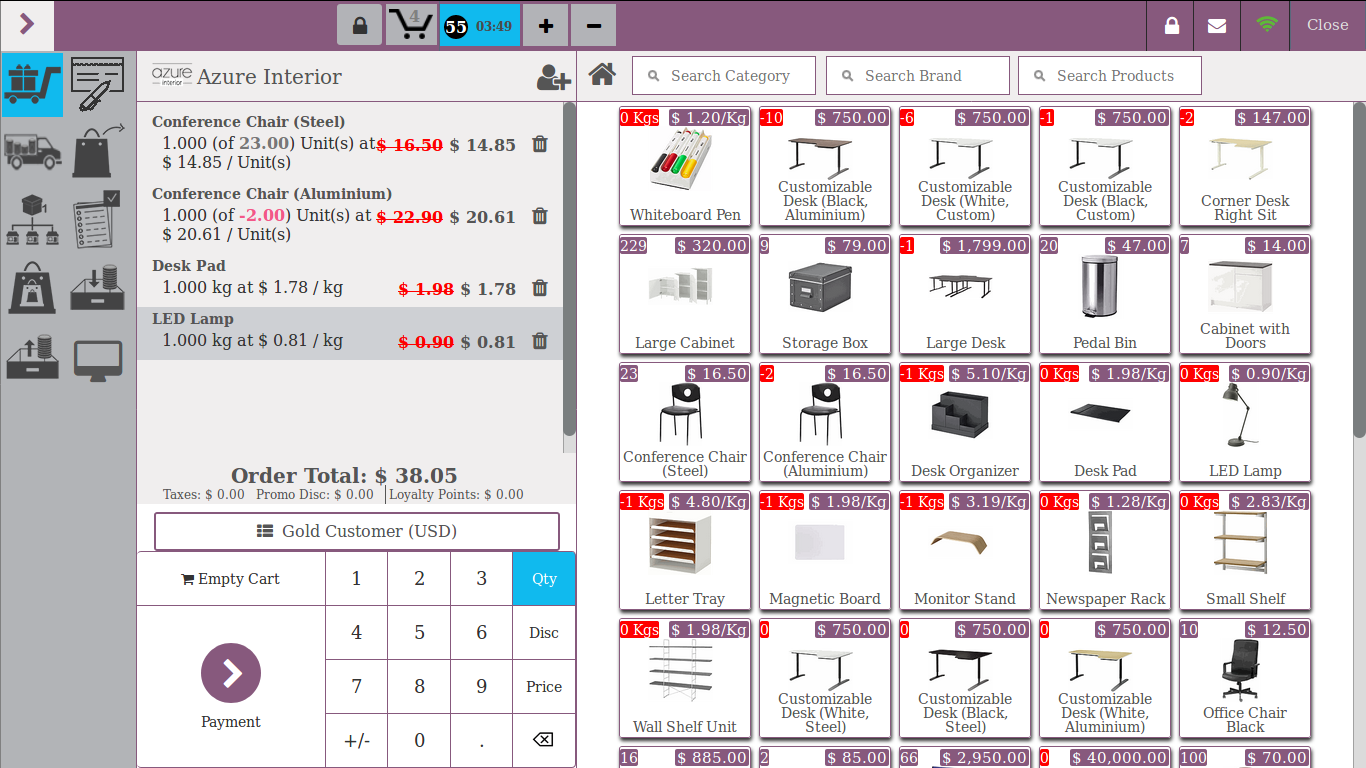 4
55 03:49
+
-
Close
azure
interior
Azure Interior
Search Category
Search Brand
Search Products
1
Conference Chair (Steel)
1.000 (of 23.00) Unit(s) at $ 16.50 $ 14.85
$ 14.85 / Unit(s)
Conference Chair (Aluminium)
1.000 (of -2.00) Unit(s) at $ 22.90 $ 20.61
$ 20.61 / Unit(s)
Desk Pad
1.000 kg at $ 1.78 / kg $ 1.98 $ 1.78
LED Lamp
1.000 kg at $ 0.81 / kg $ 0.90 $ 0.81
Order Total: $ 38.05
Taxes: $ 0.00 Promo Disc: $ 0.00 Loyalty Points: $ 0.00
Gold Customer (USD)
Empty Cart 1 2 3 Qty
4 5 6 Disc
7 8 9 Price
Payment
+/- 0 .
0 Kgs $ 1.20/Kg
Whiteboard Pen
-10 $ 750.00
Customizable
Desk (Black,
Aluminium)
-6 $ 750.00
Customizable
Desk (White,
Custom)
-1 $ 750.00
Customizable
Desk (Black,
Custom)
-2 $ 147.00
Corner Desk
Right Sit
229 $ 320.00
Large Cabinet
9 $ 79.00
Storage Box
-1 $ 1,799.00
Large Desk
20 $ 47.00
Pedal Bin
7 $ 14.00
Cabinet with
Doors
23 $ 16.50
Conference Chair
(Steel)
-2 $ 16.50
Conference Chair
(Aluminium)
-1 Kgs $ 5.10/Kg
Desk Organizer
0 Kgs $ 1.98/Kg
Desk Pad
0 Kgs $ 0.90/Kg
LED Lamp
-1 Kgs $ 4.80/Kg
Letter Tray
-1 Kgs $ 1.98/Kg
Magnetic Board
-1 Kgs $ 3.19/Kg
Monitor Stand
0 Kgs $ 1.28/Kg
Newspaper Rack
0 Kgs $ 2.83/Kg
Small Shelf
0 Kgs $ 1.98/Kg
Wall Shelf Unit
0 $ 750.00
Customizable
Desk (White,
Steel)
0 $ 750.00
Customizable
Desk (Black,
Steel)
0 $ 750.00
Customizable
Desk (White,
Aluminium)
10 $ 12.50
Office Chair
Black
16 $ 885.00
2 $ 85.00
66 $ 2,950.00
0 $ 40,000.00
100 $ 70.00